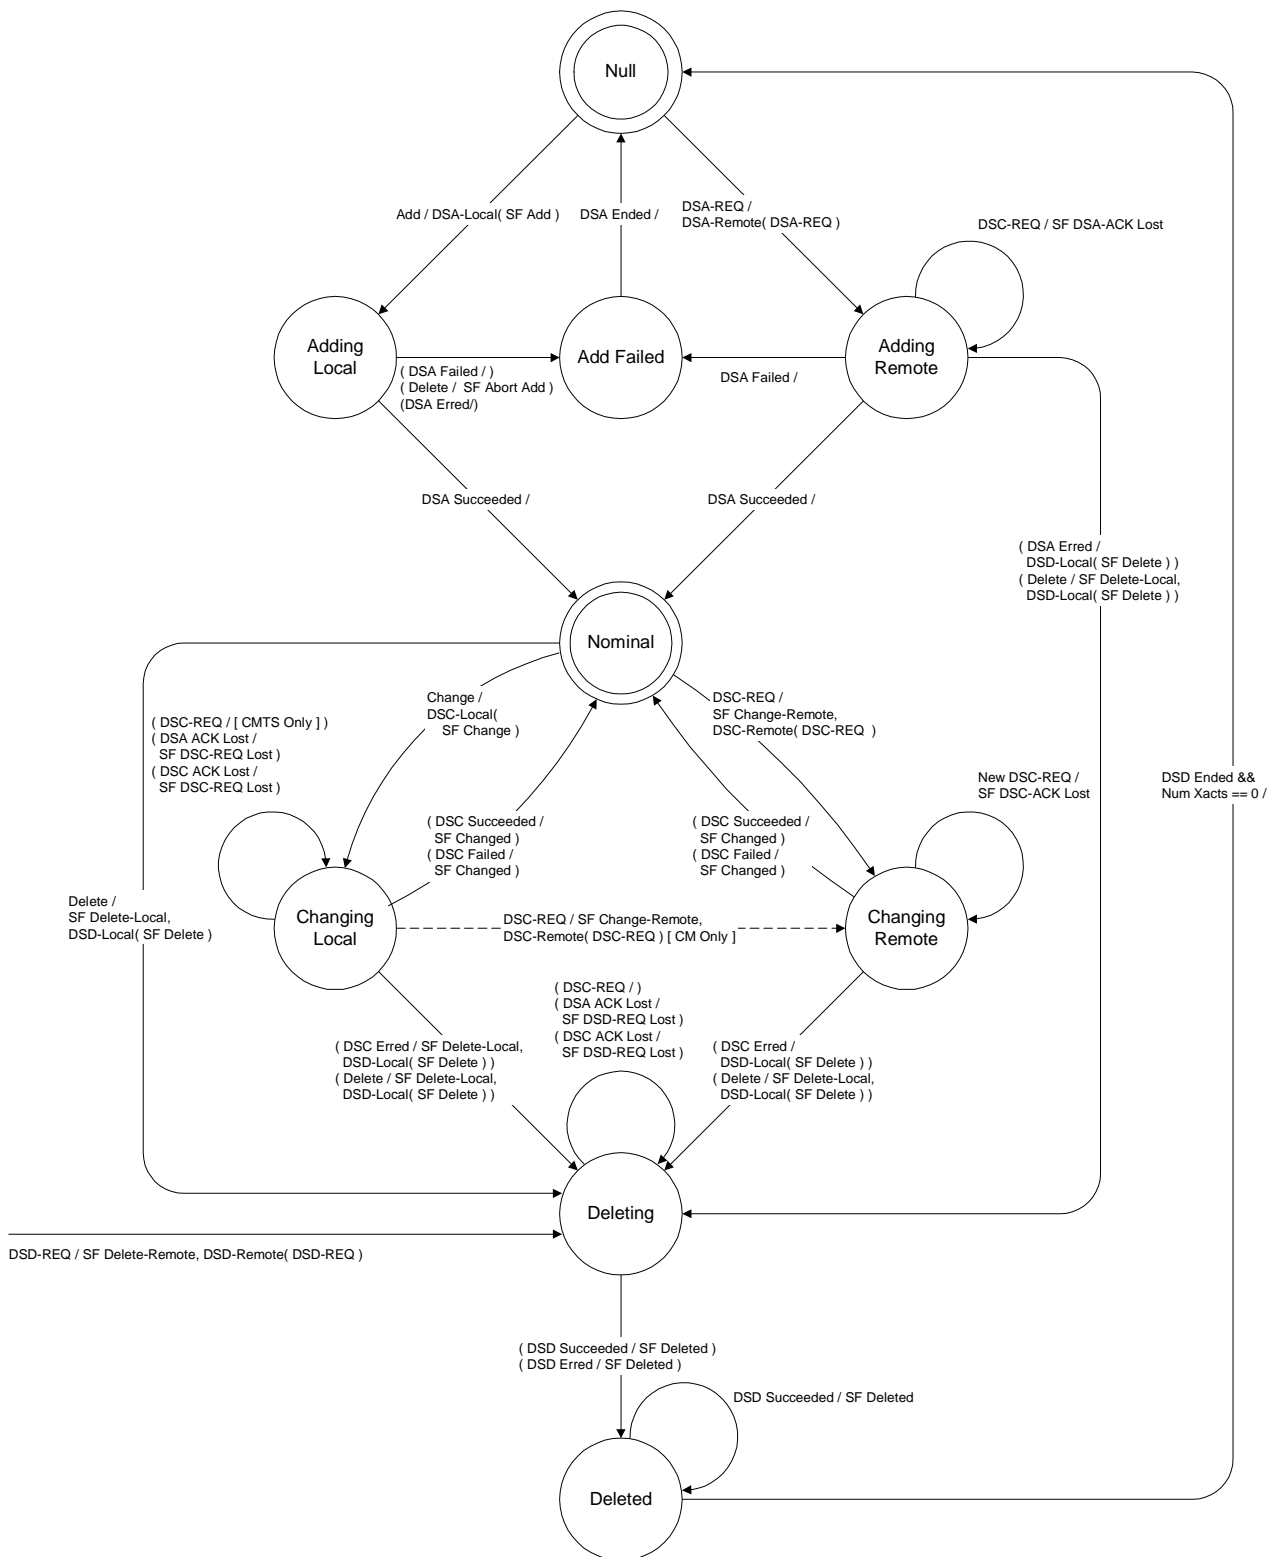 Null
Add / DSA-Local( SF Add )
DSA Ended /
DSA-REQ /
DSA-Remote( DSA-REQ )
DSC-REQ / SF DSA-ACK Lost
Adding
Local
Add Failed
Adding
Remote
( DSA Failed / )
( Delete /  SF Abort Add )
(DSA Erred/)
DSA Failed /
DSA Succeeded /
DSA Succeeded /
( DSA Erred /
DSD-Local( SF Delete ) )
( Delete / SF Delete-Local,
DSD-Local( SF Delete ) )
Nominal
Change /
DSC-Local(
SF Change )
DSC-REQ /
SF Change-Remote,
DSC-Remote( DSC-REQ  )
( DSC-REQ / [ CMTS Only ] )
( DSA ACK Lost /
SF DSC-REQ Lost )
( DSC ACK Lost /
SF DSC-REQ Lost )
New DSC-REQ /
SF DSC-ACK Lost
DSD Ended &&
Num Xacts == 0 /
( DSC Succeeded /
SF Changed )
( DSC Failed /
SF Changed )
( DSC Succeeded /
SF Changed )
( DSC Failed /
SF Changed )
Delete /
SF Delete-Local,
DSD-Local( SF Delete )
Changing
Local
DSC-REQ / SF Change-Remote,
DSC-Remote( DSC-REQ ) [ CM Only ]
Changing
Remote
( DSC-REQ / )
( DSA ACK Lost /
SF DSD-REQ Lost )
( DSC ACK Lost /
SF DSD-REQ Lost )
( DSC Erred / SF Delete-Local,
DSD-Local( SF Delete ) )
( Delete / SF Delete-Local,
DSD-Local( SF Delete ) )
( DSC Erred /
DSD-Local( SF Delete ) )
( Delete / SF Delete-Local,
DSD-Local( SF Delete ) )
Deleting
DSD-REQ / SF Delete-Remote, DSD-Remote( DSD-REQ )
( DSD Succeeded / SF Deleted )
( DSD Erred / SF Deleted )
DSD Succeeded / SF Deleted
Deleted